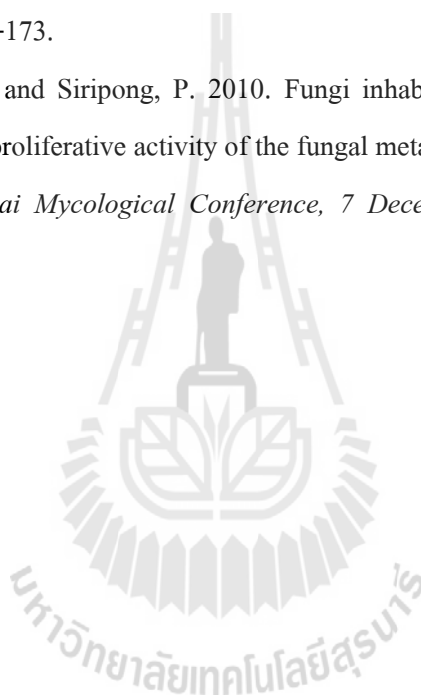 -173.
and Siripong, P. 2010. Fungi inhab
proliferative activity of the fungal meta
ai Mycological Conference, 7 Dece
มหาวิทยาลัยเทคโนโลยีสุรนารี